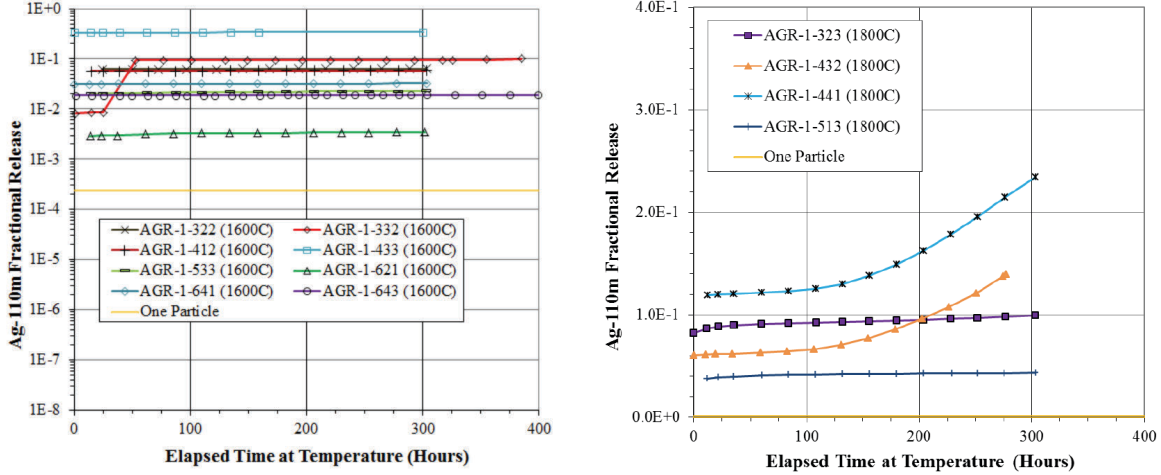 Ag-110m Fractional Release
1E+0
1E-1
1E-2
1E-3
1E-4
1E-5
1E-6
1E-7
1E-8
AGR-1-322 (1600C) AGR-1-332 (1600C)
AGR-1-412 (1600C) AGR-1-433 (1600C)
AGR-1-533 (1600C) AGR-1-621 (1600C)
AGR-1-641 (1600C) AGR-1-643 (1600C)
One Particle
0 100 200 300 400
Elapsed Time at Temperature (Hours)
Ag-110m Fractional Release
4.0E-1
3.0E-1
2.0E-1
1.0E-1
0.0E+0
AGR-1-323 (1800C)
AGR-1-432 (1800C)
AGR-1-441 (1800C)
AGR-1-513 (1800C)
One Particle
0 100 200 300 400
Elapsed Time at Temperature (Hours)